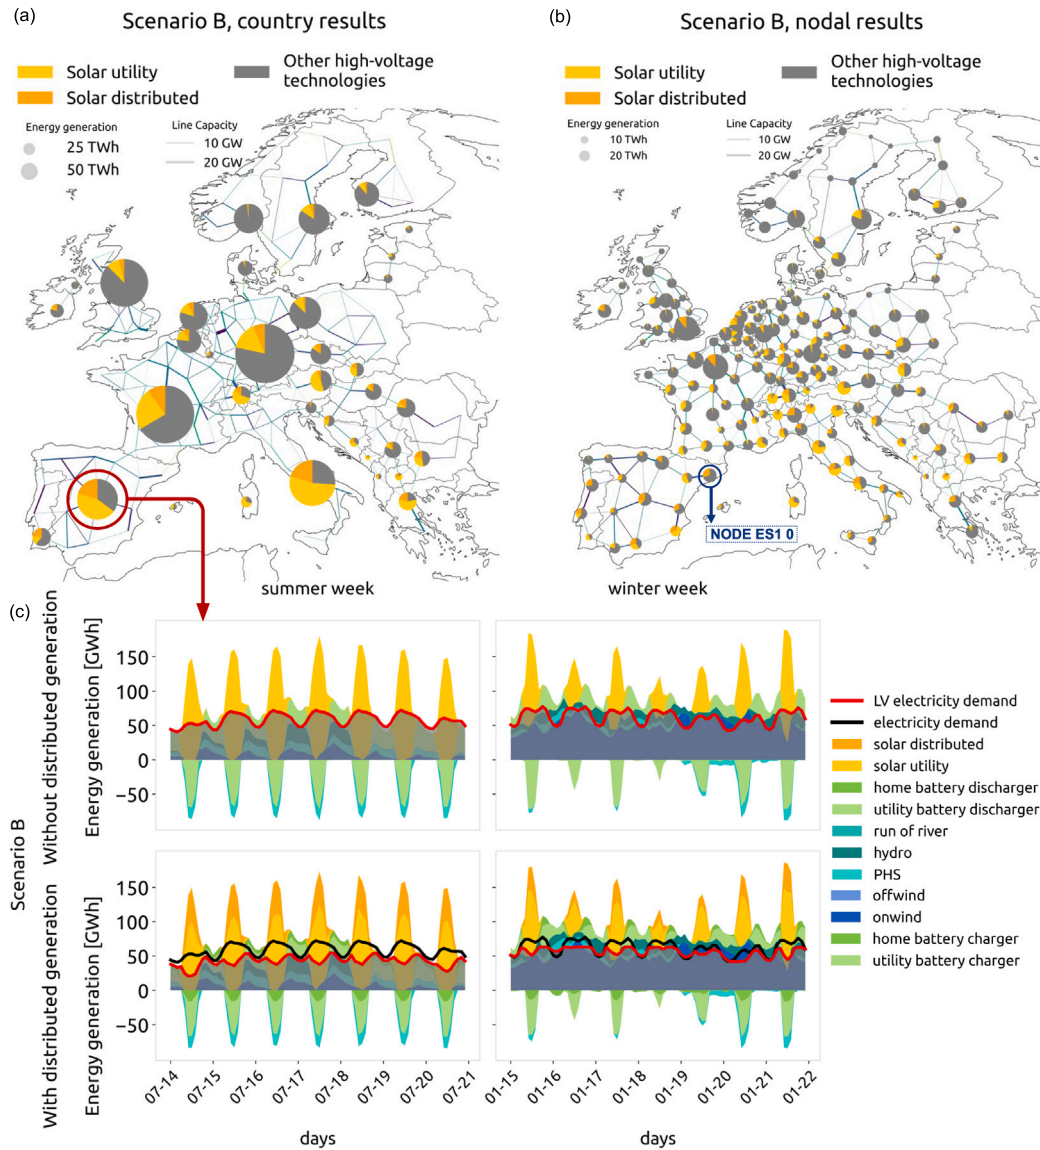 (a)
Scenario B, country results
Solar utility
Solar distributed
Other high-voltage
technologies
Energy generation
25 TWh
50 TWh
Line Capacity
10 GW
20 GW
(b)
Scenario B, nodal results
Solar utility
Solar distributed
Other high-voltage
technologies
Energy generation
10 TWh
20 TWh
Line Capacity
10 GW
20 GW
NODE ES1 0
(c)
summer week
winter week
Scenario B
Without distributed generation
Energy generation [GWh]
150
100
50
0
−50
With distributed generation
Energy generation [GWh]
150
100
50
0
−50
07-14
07-15
07-16
07-17
07-18
07-19
07-20
07-21
days
01-15
01-16
01-17
01-18
01-19
01-20
01-21
01-22
days
LV electricity demand
electricity demand
solar distributed
solar utility
home battery discharger
utility battery discharger
run of river
hydro
PHS
offwind
onwind
home battery charger
utility battery charger